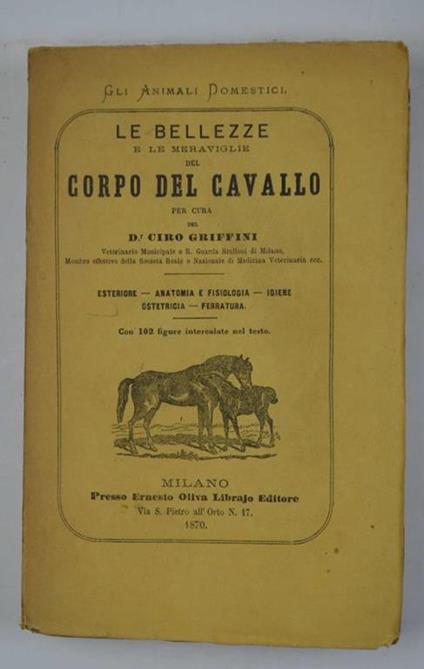 Gli Animali Domestici.
LE BELLEZZE
E LE MERAVIGLIE
DEL
CORPO DEL CAVALLO
PER CURA
DEL
D.r CIRO GRIFFINI
Veterinario Municipale e R. Guarda Stalloni di Milano,
Membro effettivo della Società Reale e Nazionale di Medicina Veterinaria ecc.
ESTERIORE — ANATOMIA E FISIOLOGIA — IGIENE
OSTETRICIA — FERRATURA.
Con 102 figure intercalate nel testo.
MILANO
Presso Ernesto Oliva Librajo Editore
Via S. Pietro all' Orto N. 17.
1870.